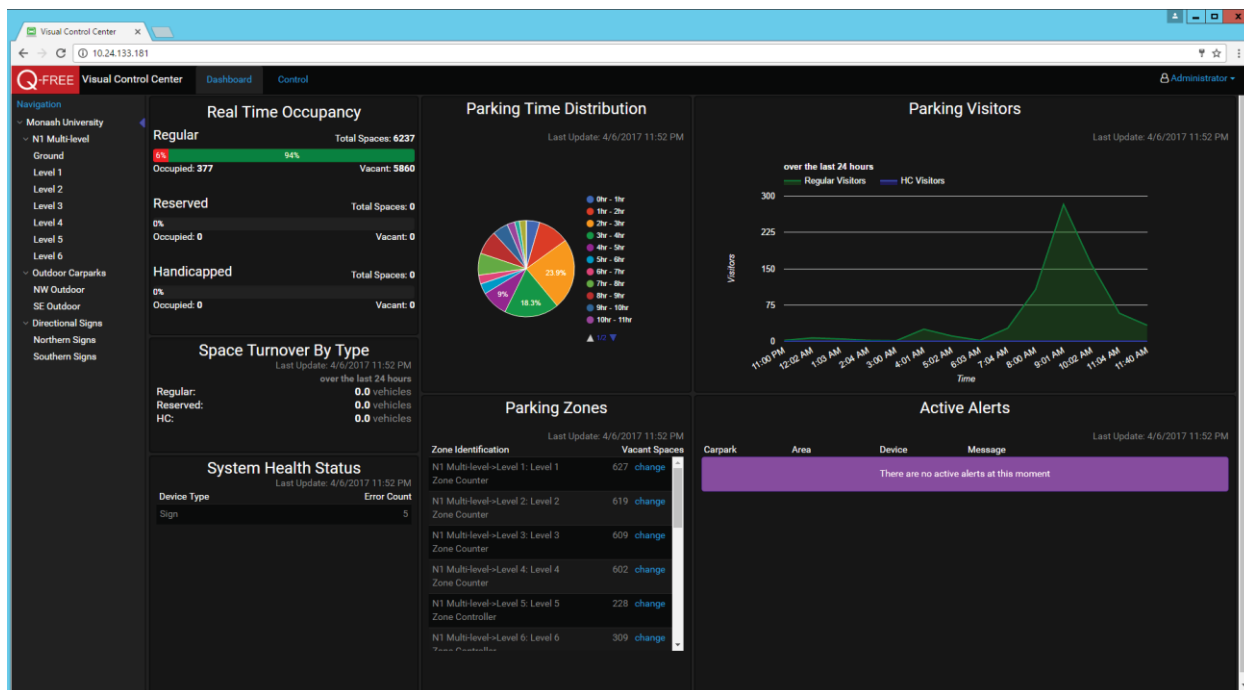 Visual Control Center
10.24.133.181
Q-FREE Visual Control Center Dashboard Control Administrator
Navigation
Monash University
N1 Multi-level
Ground
Level 1
Level 2
Level 3
Level 4
Level 5
Level 6
Outdoor Carparks
NW Outdoor
SE Outdoor
Directional Signs
Northern Signs
Southern Signs
Real Time Occupancy
Regular Total Spaces: 6237
6% 94%
Occupied: 377 Vacant: 5860
Reserved Total Spaces: 0
0%
Occupied: 0 Vacant: 0
Handicapped Total Spaces: 0
0%
Occupied: 0 Vacant: 0
Space Turnover By Type
Last Update: 4/6/2017 11:52 PM
over the last 24 hours
Regular: 0.0 vehicles
Reserved: 0.0 vehicles
HC: 0.0 vehicles
System Health Status
Last Update: 4/6/2017 11:52 PM
Device Type Error Count
Sign 5
Parking Time Distribution
Last Update: 4/6/2017 11:52 PM
23.9%
18.3%
9%
0hr - 1hr
1hr - 2hr
2hr - 3hr
3hr - 4hr
4hr - 5hr
5hr - 6hr
6hr - 7hr
7hr - 8hr
8hr - 9hr
9hr - 10hr
10hr - 11hr
1/2
Parking Zones
Last Update: 4/6/2017 11:52 PM
Zone Identification Vacant Spaces
N1 Multi-level->Level 1: Level 1 627 change
Zone Counter
N1 Multi-level->Level 2: Level 2 619 change
Zone Counter
N1 Multi-level->Level 3: Level 3 609 change
Zone Counter
N1 Multi-level->Level 4: Level 4 602 change
Zone Counter
N1 Multi-level->Level 5: Level 5 228 change
Zone Controller
N1 Multi-level->Level 6: Level 6 309 change
Zone Controller
Parking Visitors
Last Update: 4/6/2017 11:52 PM
over the last 24 hours
Regular Visitors HC Visitors
300
225
150
75
0
Visitors
11:00 PM 12:02 AM 1:03 AM 2:04 AM 3:00 AM 4:01 AM 5:02 AM 6:03 AM 7:04 AM 8:00 AM 9:01 AM 10:02 AM 11:04 AM 11:40 AM
Time
Active Alerts
Last Update: 4/6/2017 11:52 PM
Carpark Area Device Message
There are no active alerts at this moment